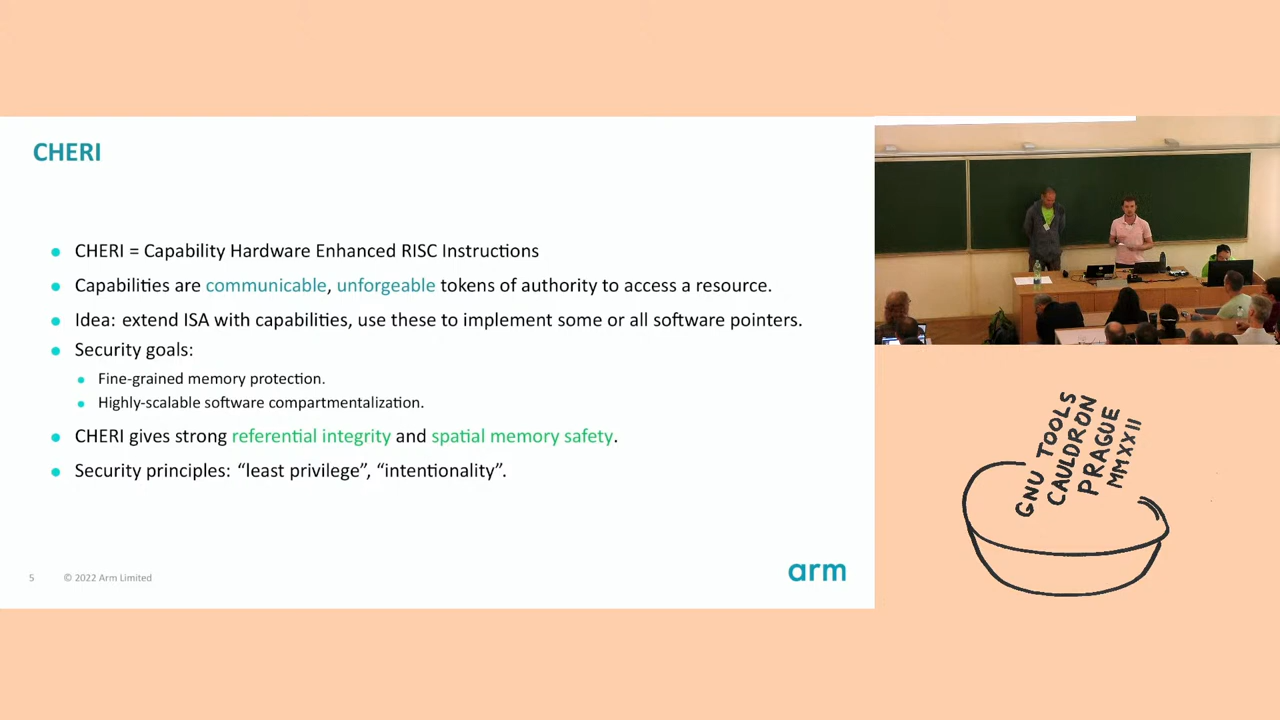 CHERI
CHERI = Capability Hardware Enhanced RISC Instructions
Capabilities are communicable, unforgeable tokens of authority to access a resource.
Idea: extend ISA with capabilities, use these to implement some or all software pointers.
Security goals:
Fine-grained memory protection.
Highly-scalable software compartmentalization.
CHERI gives strong referential integrity and spatial memory safety.
Security principles: “least privilege”, “intentionality”.
5 © 2022 Arm Limited
arm
GNU TOOLS
CAULDRON
PRAGUE
MMXXII